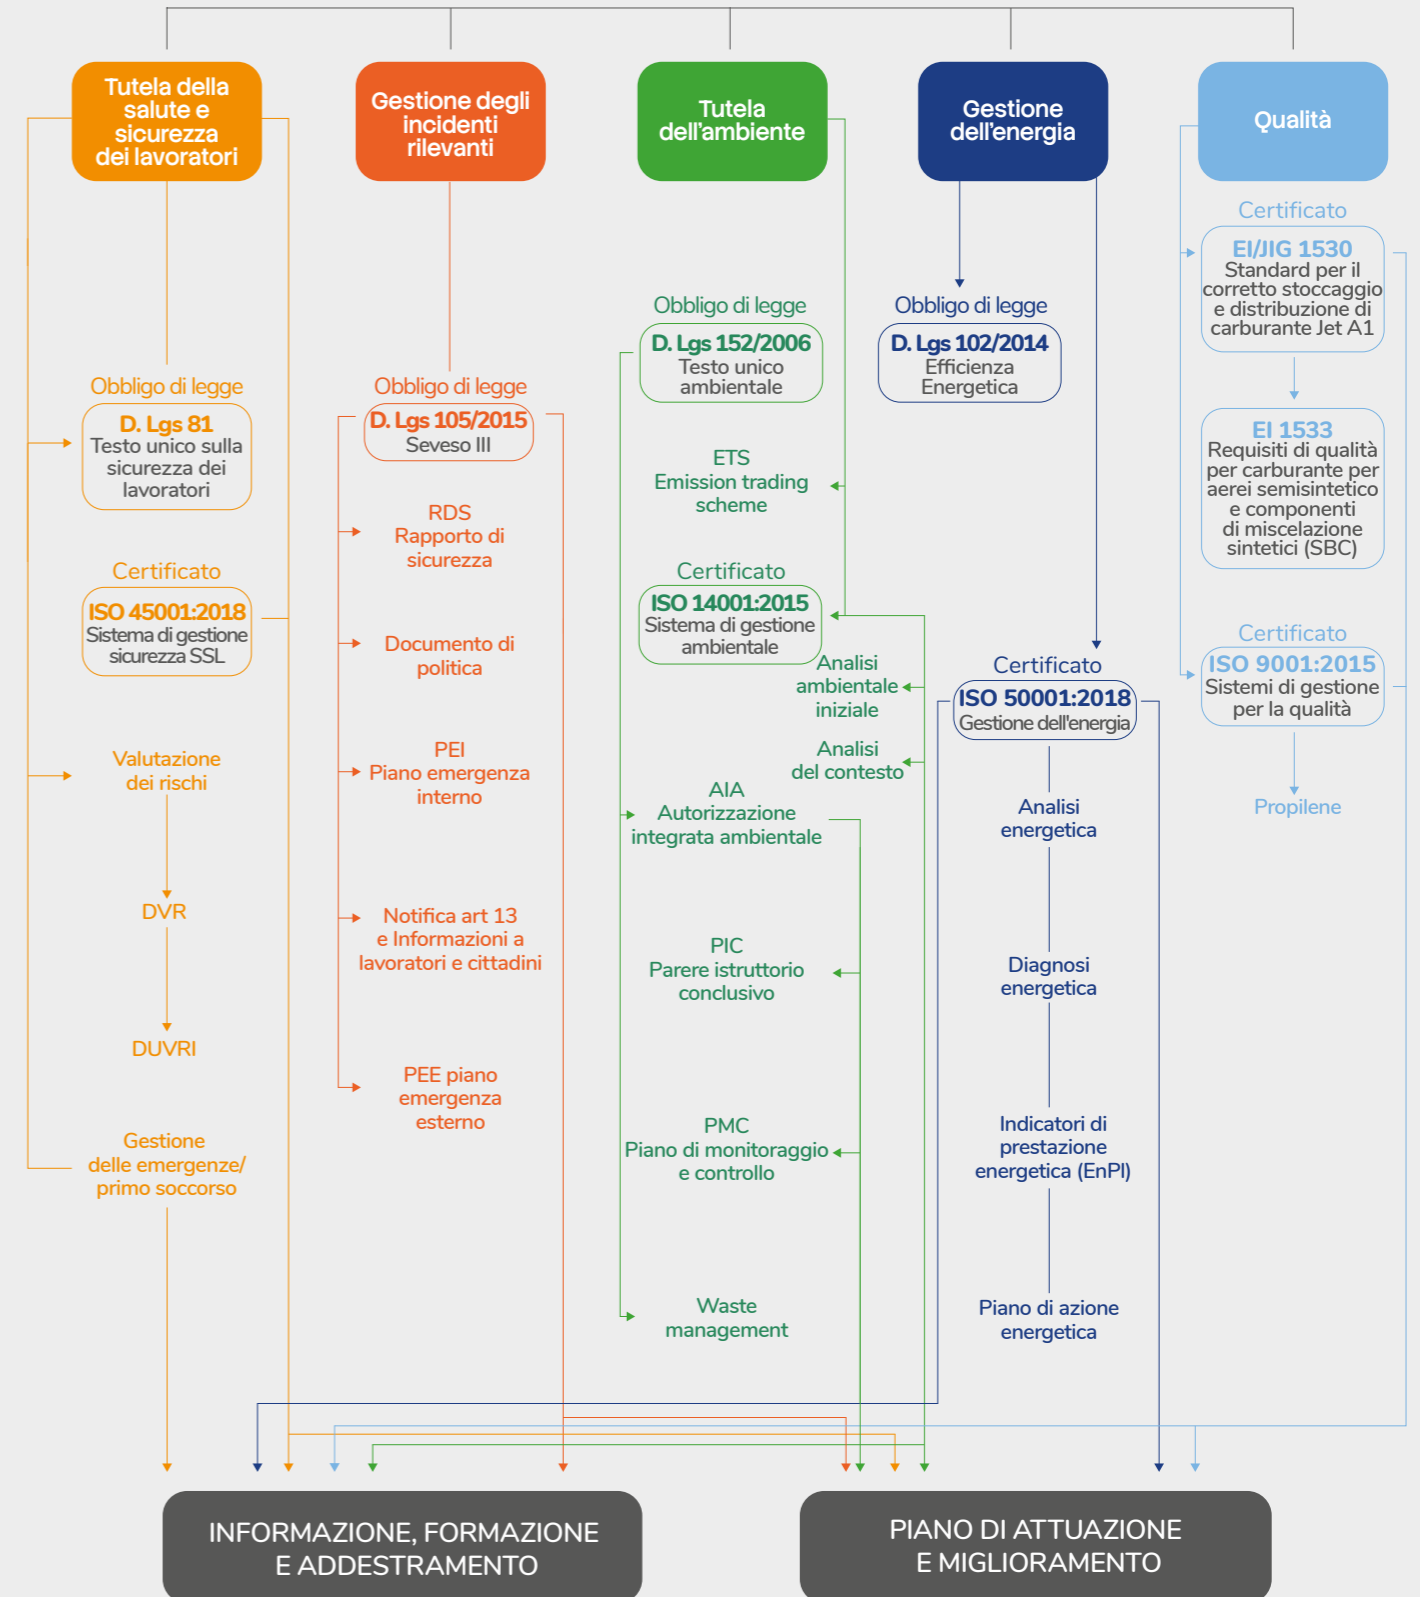 Tutela della
salute e
sicurezza
dei lavoratori
Gestione degli
incidenti
rilevanti
Tutela
dell'ambiente
Gestione
dell'energia
Qualità
Obbligo di legge
D. Lgs 81
Testo unico sulla
sicurezza dei
lavoratori
Certificato
ISO 45001:2018
Sistema di gestione
sicurezza SSL
Valutazione
dei rischi
DVR
DUVRI
Gestione
delle emergenze/
primo soccorso
Obbligo di legge
D. Lgs 105/2015
Seveso III
RDS
Rapporto di
sicurezza
Documento di
politica
PEI
Piano emergenza
interno
Notifica art 13
e Informazioni a
lavoratori e cittadini
PEE piano
emergenza
esterno
Obbligo di legge
D. Lgs 152/2006
Testo unico
ambientale
ETS
Emission trading
scheme
Certificato
ISO 14001:2015
Sistema di gestione
ambientale
Analisi
ambientale
iniziale
Analisi
del contesto
AIA
Autorizzazione
integrata ambientale
PIC
Parere istruttorio
conclusivo
PMC
Piano di monitoraggio
e controllo
Waste
management
Obbligo di legge
D. Lgs 102/2014
Efficienza
Energetica
Certificato
ISO 50001:2018
Gestione dell'energia
Analisi
energetica
Diagnosi
energetica
Indicatori di
prestazione
energetica (EnPI)
Piano di azione
energetica
Certificato
EI/JIG 1530
Standard per il
corretto stoccaggio
e distribuzione di
carburante Jet A1
EI 1533
Requisiti di qualità
per carburante per
aerei semisintetico
e componenti
di miscelazione
sintetici (SBC)
Certificato
ISO 9001:2015
Sistemi di gestione
per la qualità
Propilene
INFORMAZIONE, FORMAZIONE
E ADDESTRAMENTO
PIANO DI ATTUAZIONE
E MIGLIORAMENTO